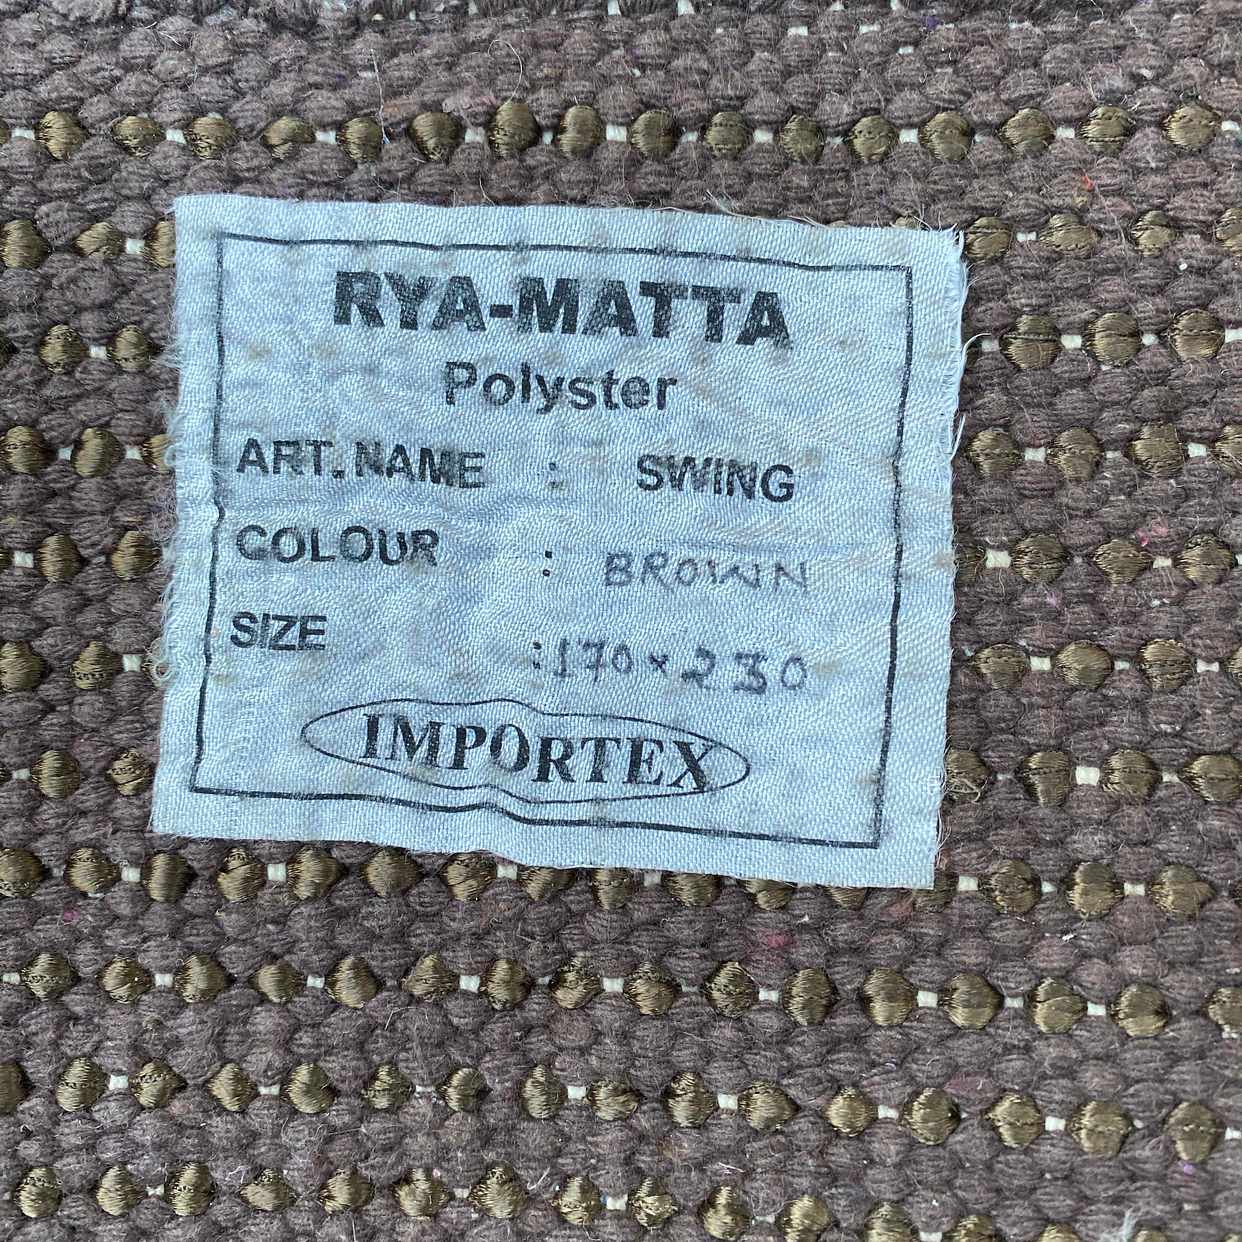 RYA-MATTA
Polyster
ART. NAME : SWING
COLOUR : BROWN
SIZE : 170 x 230
IMPORTEX